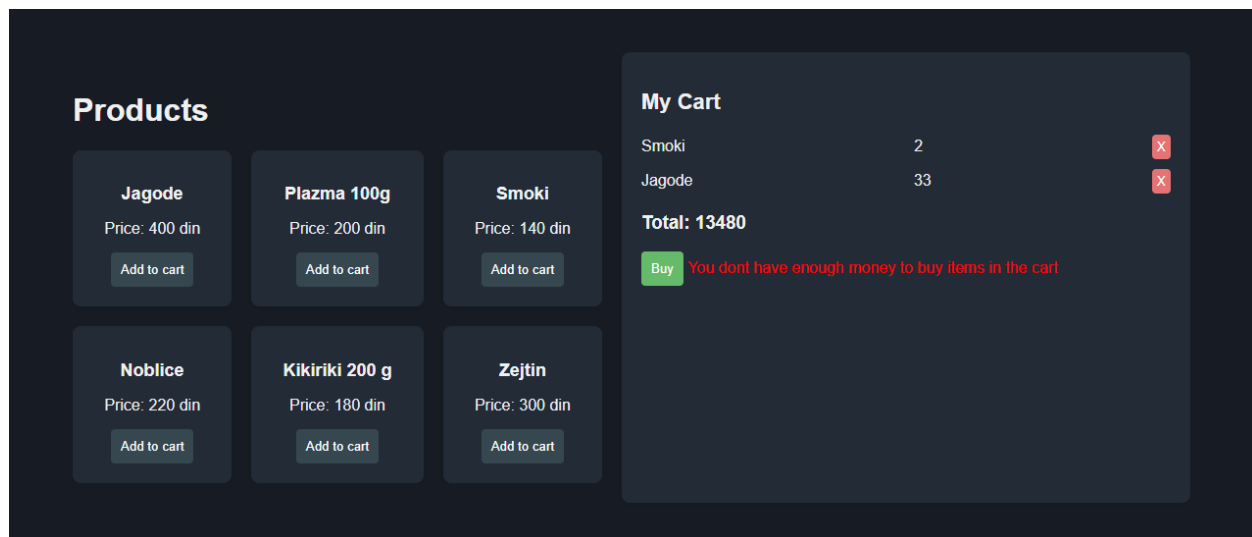 Products
Jagode
Price: 400 din
Add to cart
Plazma 100g
Price: 200 din
Add to cart
Smoki
Price: 140 din
Add to cart
Noblice
Price: 220 din
Add to cart
Kikiriki 200 g
Price: 180 din
Add to cart
Zejtin
Price: 300 din
Add to cart
My Cart
Smoki 2 X
Jagode 33 X
Total: 13480
Buy You dont have enough money to buy items in the cart